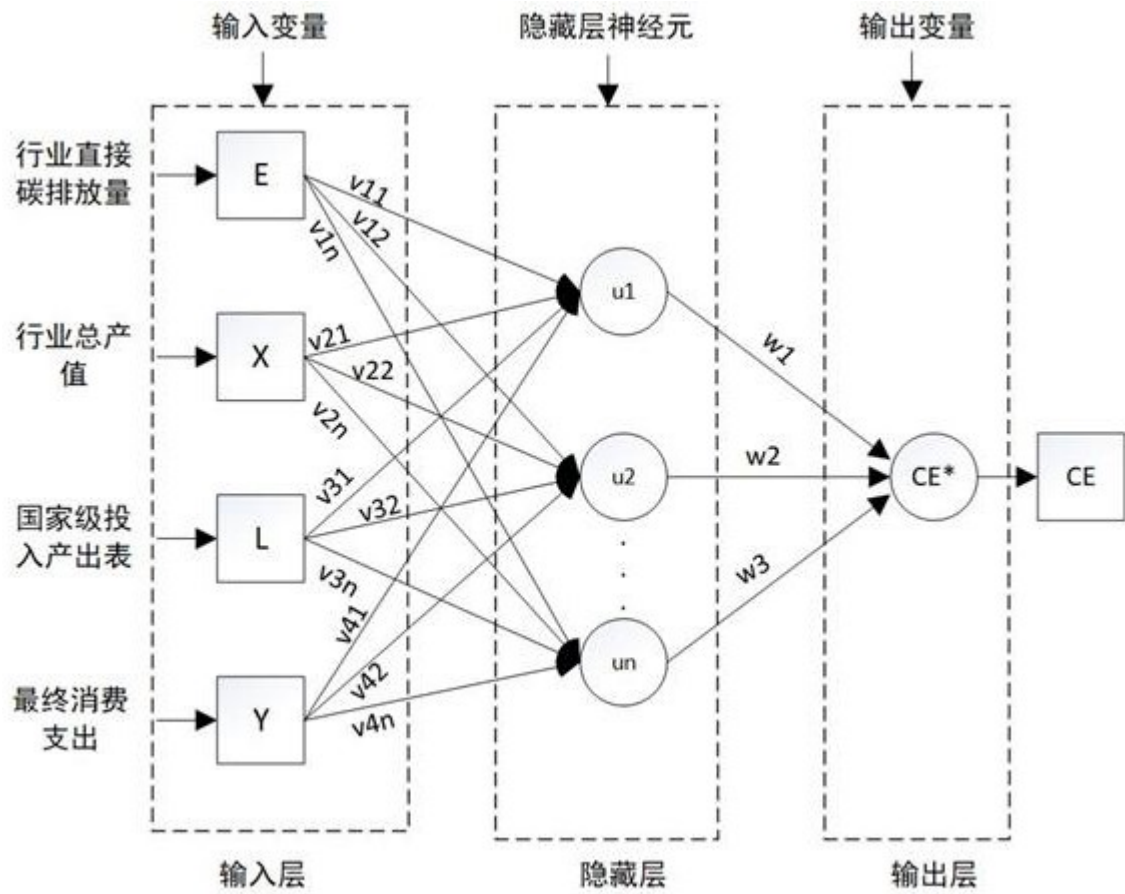 输入变量
隐藏层神经元
输出变量
行业直接
碳排放量
E
v11
v12
v1n
u1
行业总产
值
X
v21
v22
v2n
w1
国家级投
入产出表
L
v31
v32
v3n
u2
w2
CE*
CE
.
.
.
w3
最终消费
支出
Y
v41
v42
v4n
un
输入层
隐藏层
输出层